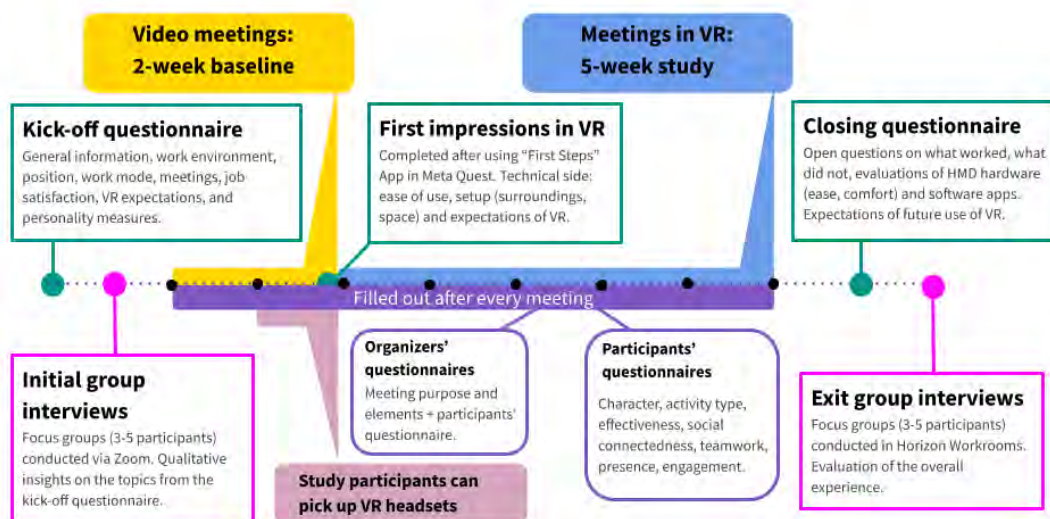 Video meetings:
2-week baseline
Meetings in VR:
5-week study
Kick-off questionnaire
General information, work environment,
position, work mode, meetings, job
satisfaction, VR expectations, and
personality measures.
First impressions in VR
Completed after using “First Steps”
App in Meta Quest. Technical side:
ease of use, setup (surroundings,
space) and expectations of VR.
Closing questionnaire
Open questions on what worked, what
did not, evaluations of HMD hardware
(ease, comfort) and software apps.
Expectations of future use of VR.
Filled out after every meeting
Initial group
interviews
Focus groups (3-5 participants)
conducted via Zoom. Qualitative
insights on the topics from the
kick-off questionnaire.
Organizers’
questionnaires
Meeting purpose and
elements + participants’
questionnaire.
Participants’
questionnaires
Character, activity type,
effectiveness, social
connectedness, teamwork,
presence, engagement.
Exit group interviews
Focus groups (3-5 participants)
conducted in Horizon Workrooms.
Evaluation of the overall
experience.
Study participants can
pick up VR headsets